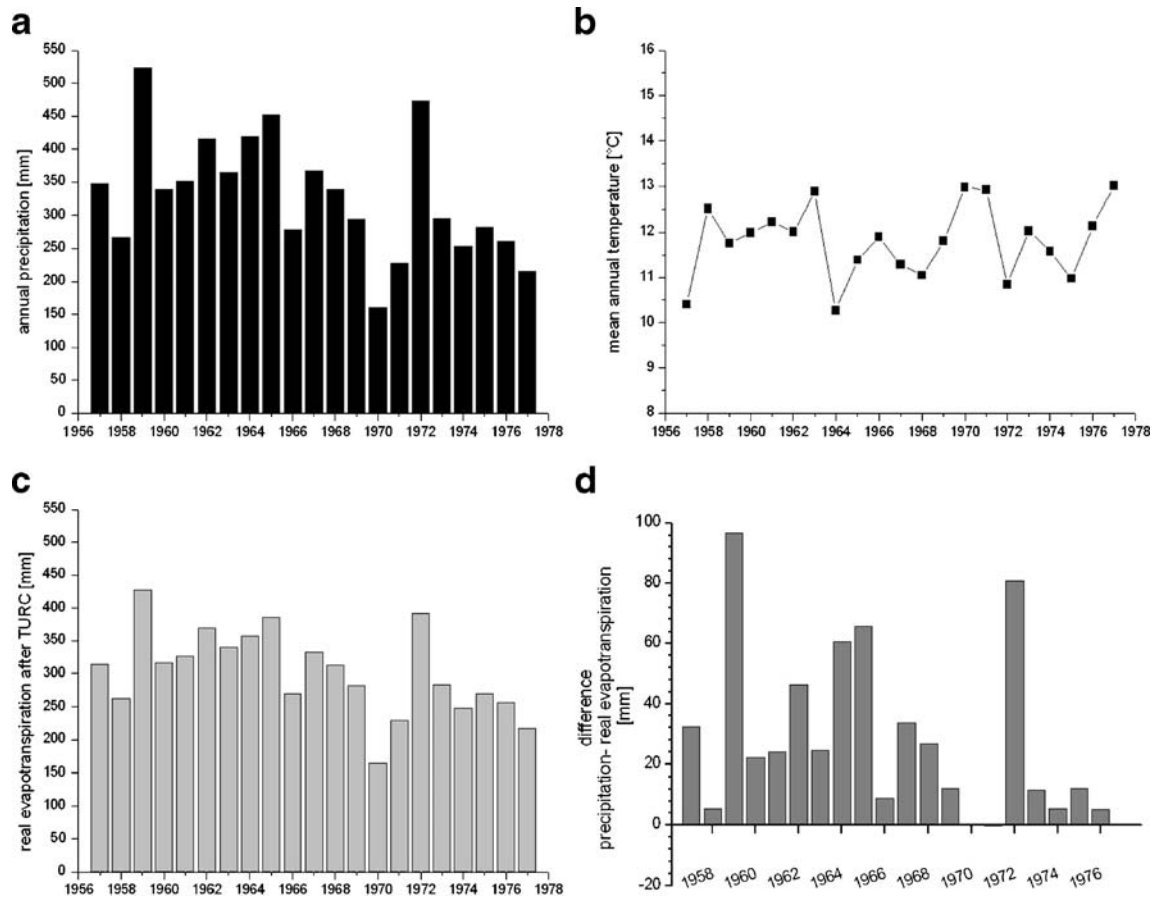 a
annual precipitation [mm]
550
500
450
400
350
300
250
200
150
100
50
0
1956 1958 1960 1962 1964 1966 1968 1970 1972 1974 1976 1978
b
mean annual temperature [°C]
16
15
14
13
12
11
10
9
8
1956 1958 1960 1962 1964 1966 1968 1970 1972 1974 1976 1978
c
real evapotranspiration after TURC [mm]
550
500
450
400
350
300
250
200
150
100
50
0
1956 1958 1960 1962 1964 1966 1968 1970 1972 1974 1976 1978
d
difference
precipitation- real evapotranspiration
[mm]
100
80
60
40
20
0
-20
1958 1960 1962 1964 1966 1968 1970 1972 1974 1976